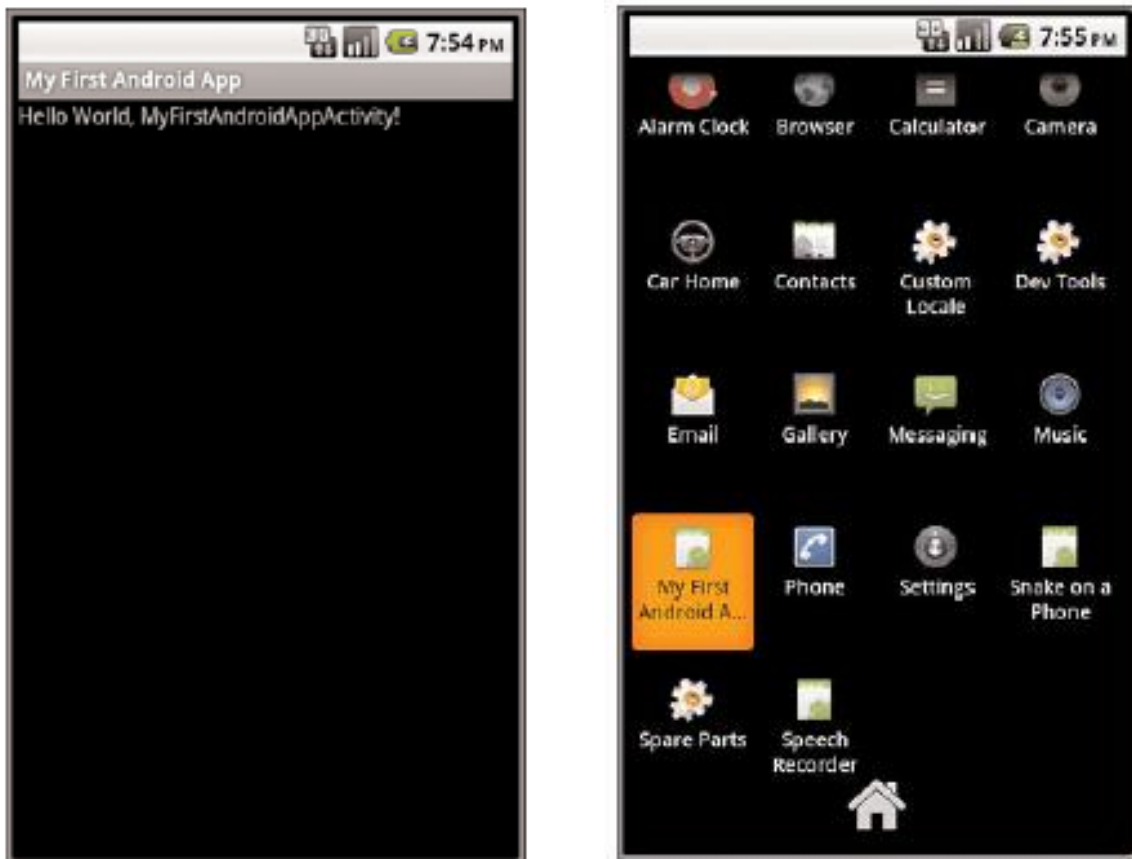 7:54 PM
My First Android App
Hello World, MyFirstAndroidAppActivity!
7:55 PM
Alarm Clock Browser Calculator Camera
Car Home Contacts Custom Locale Dev Tools
Email Gallery Messaging Music
My First Android A... Phone Settings Snake on a Phone
Spare Parts Speech Recorder